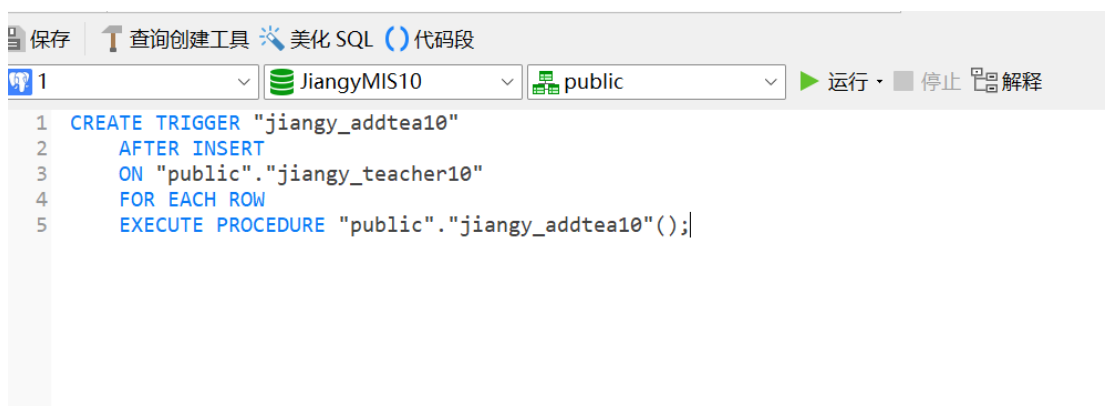 保存 查询创建工具 美化 SQL ()代码段
1 JiangyMIS10 public 运行 停止 解释
1 CREATE TRIGGER "jiangy_addtea10"
2 AFTER INSERT
3 ON "public"."jiangy_teacher10"
4 FOR EACH ROW
5 EXECUTE PROCEDURE "public"."jiangy_addtea10"();